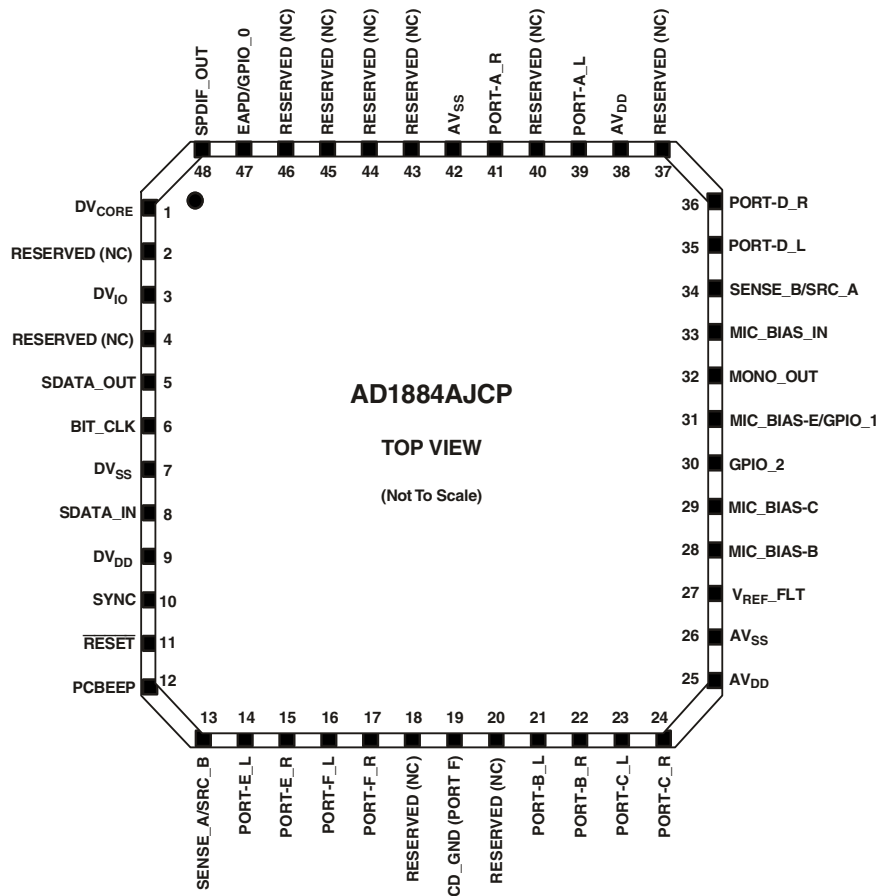 SPDIF_OUT
EAPD/GPIO_0
RESERVED (NC)
RESERVED (NC)
RESERVED (NC)
RESERVED (NC)
AVSS
PORT-A_R
RESERVED (NC)
PORT-A_L
AVDD
RESERVED (NC)
48 47 46 45 44 43 42 41 40 39 38 37
DVCORE 1
RESERVED (NC) 2
DVIO 3
RESERVED (NC) 4
SDATA_OUT 5
BIT_CLK 6
DVSS 7
SDATA_IN 8
DVDD 9
SYNC 10
RESET 11
PCBEEP 12
AD1884AJCP
TOP VIEW
(Not To Scale)
36 PORT-D_R
35 PORT-D_L
34 SENSE_B/SRC_A
33 MIC_BIAS_IN
32 MONO_OUT
31 MIC_BIAS-E/GPIO_1
30 GPIO_2
29 MIC_BIAS-C
28 MIC_BIAS-B
27 VREF_FLT
26 AVSS
25 AVDD
13 14 15 16 17 18 19 20 21 22 23 24
SENSE_A/SRC_B
PORT-E_L
PORT-E_R
PORT-F_L
PORT-F_R
RESERVED (NC)
CD_GND (PORT F)
RESERVED (NC)
PORT-B_L
PORT-B_R
PORT-C_L
PORT-C_R